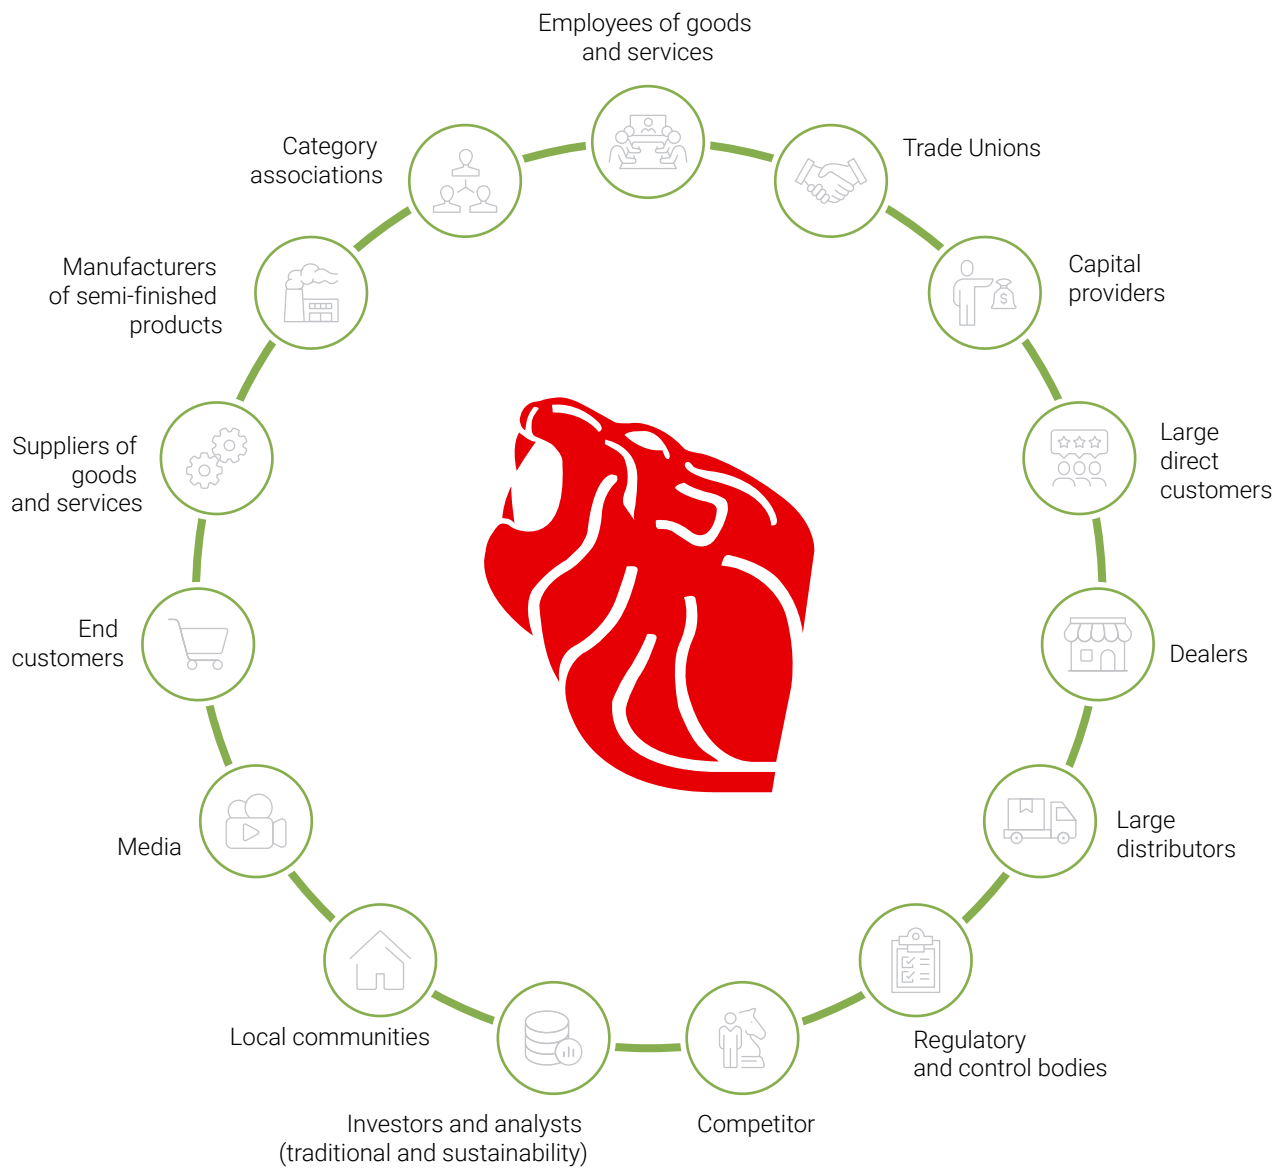 Employees of goods
and services
Trade Unions
Capital
providers
Large
direct
customers
Dealers
Large
distributors
Regulatory
and control bodies
Competitor
Investors and analysts
(traditional and sustainability)
Local communities
Media
End
customers
Suppliers of
goods
and services
Manufacturers
of semi-finished
products
Category
associations